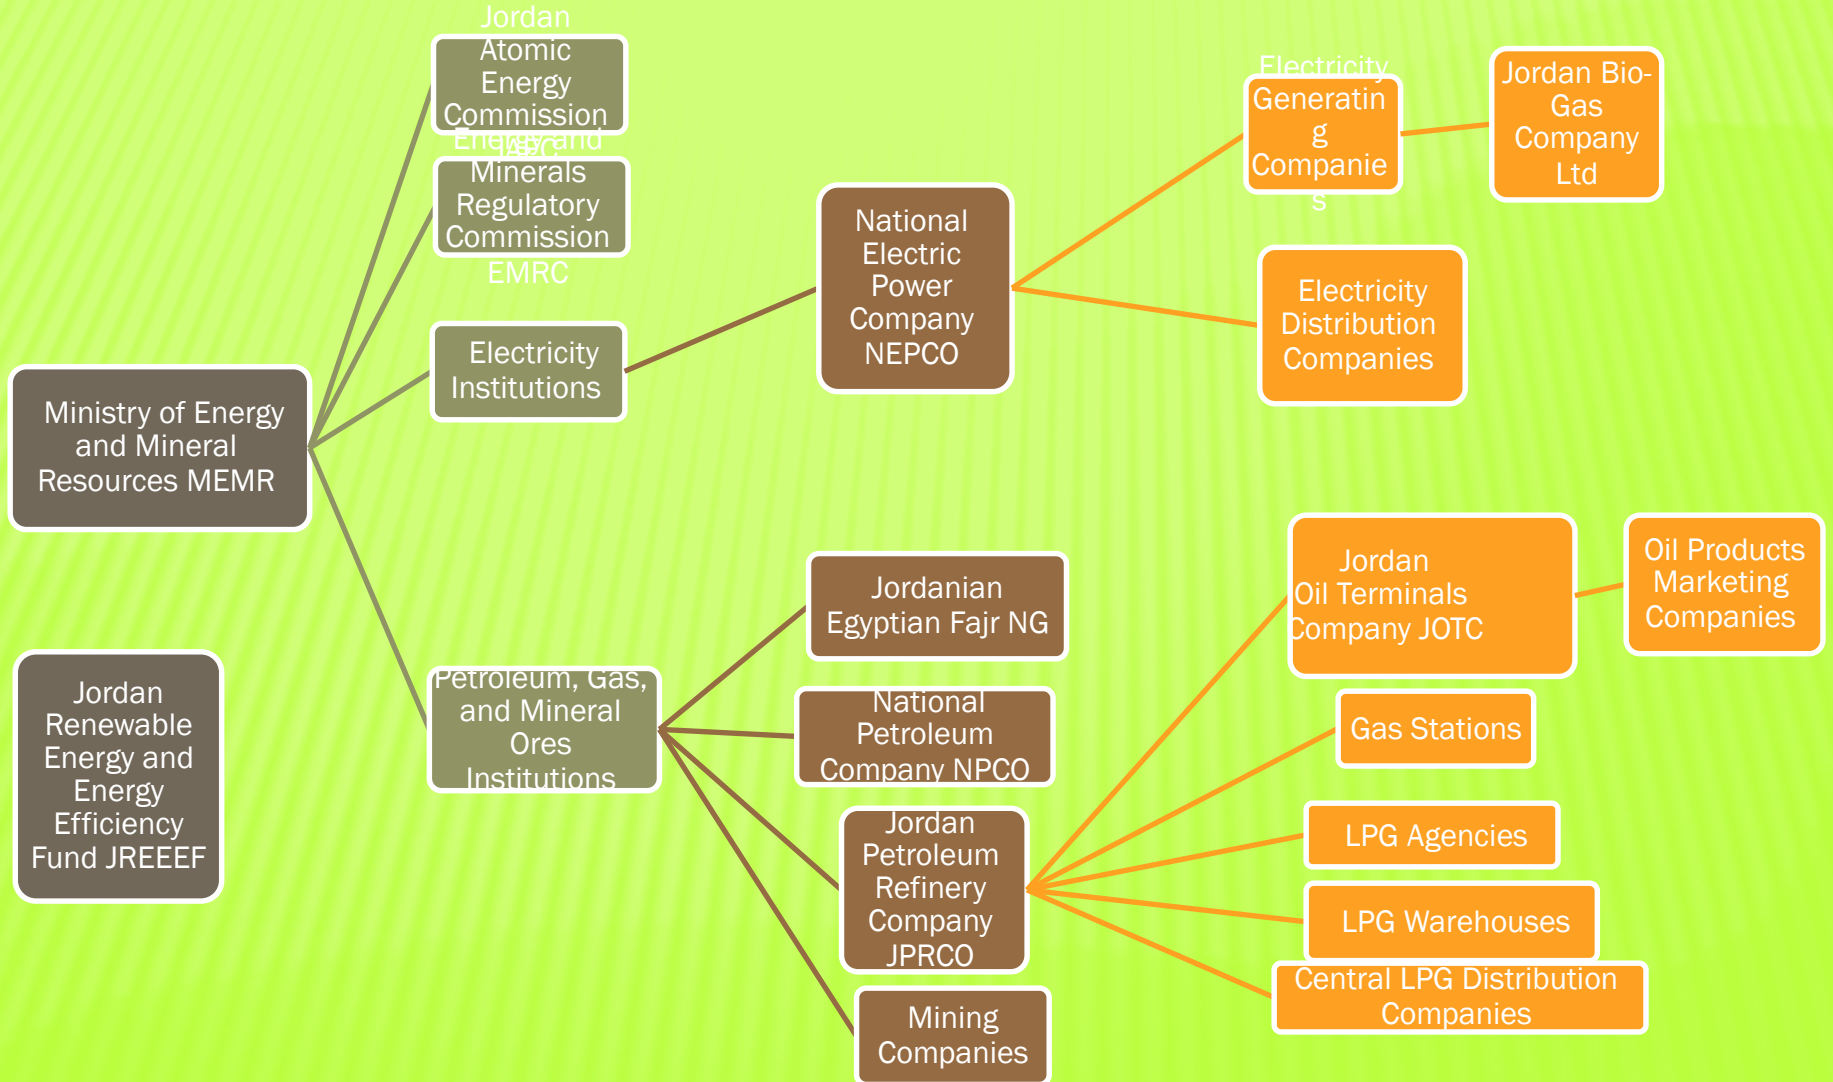 Jordan
Atomic
Energy
Commission
JAEC
Energy and
Minerals
Regulatory
Commission
EMRC
Electricity
Institutions
Ministry of Energy
and Mineral
Resources MEMR
Jordan
Renewable
Energy and
Energy
Efficiency
Fund JREEEF
Petroleum, Gas,
and Mineral
Ores
Institutions
National
Electric
Power
Company
NEPCO
Jordanian
Egyptian Fajr NG
National
Petroleum
Company NPCO
Jordan
Petroleum
Refinery
Company
JPRCO
Mining
Companies
Electricity
Generatin
g
Companie
s
Jordan Bio-
Gas
Company
Ltd
Electricity
Distribution
Companies
Jordan
Oil Terminals
Company JOTC
Oil Products
Marketing
Companies
Gas Stations
LPG Agencies
LPG Warehouses
Central LPG Distribution
Companies